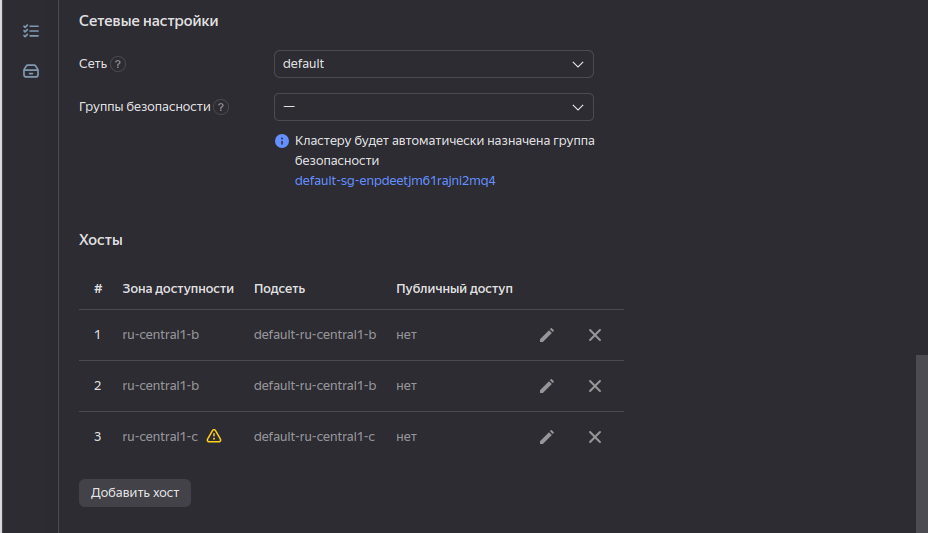 Сетевые настройки
Сеть ?
default
Группы безопасности ?
—
Кластеру будет автоматически назначена группа
безопасности
default-sg-enpdeetjm61rajni2mq4
Хосты
# Зона доступности Подсеть Публичный доступ
1 ru-central1-b default-ru-central1-b нет
2 ru-central1-b default-ru-central1-b нет
3 ru-central1-c default-ru-central1-c нет
Добавить хост